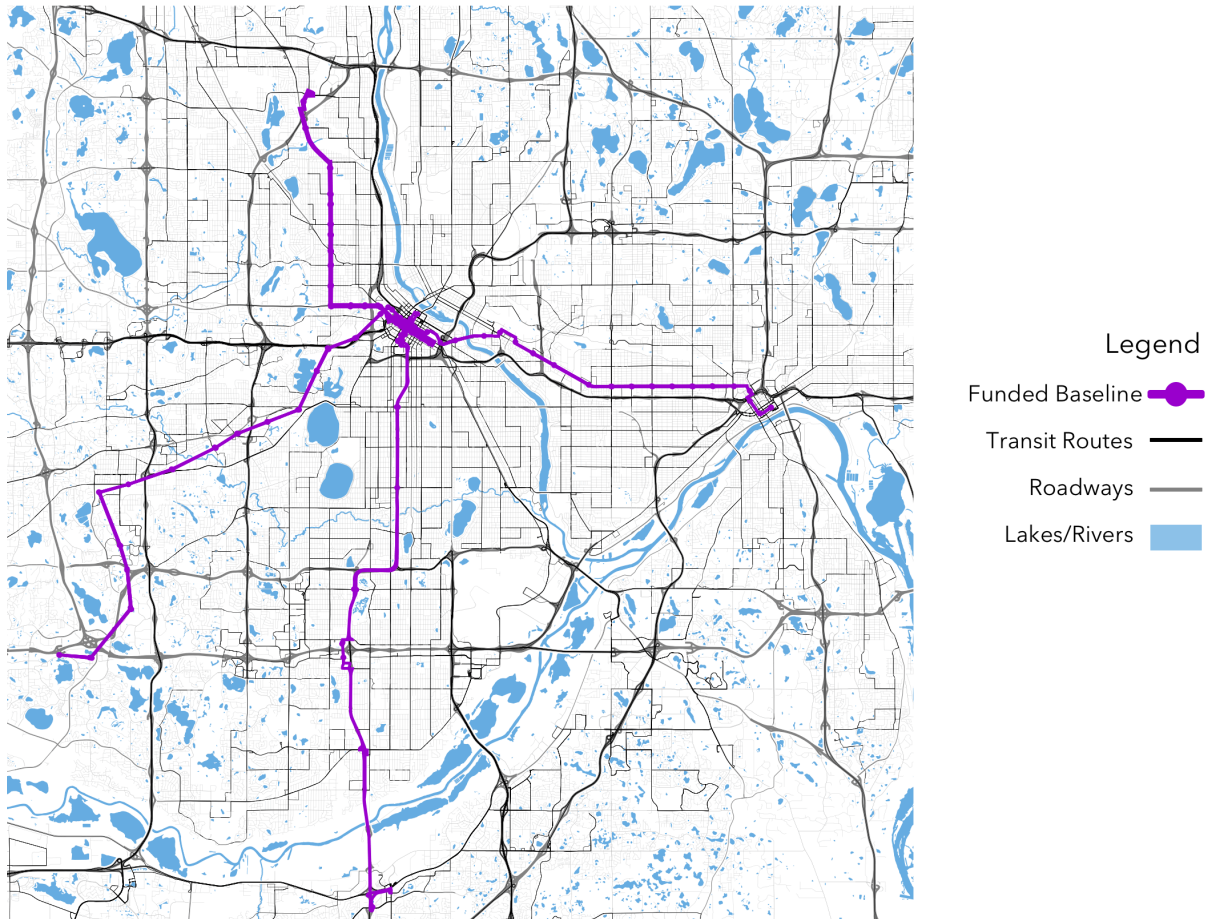 Legend
Funded Baseline
Transit Routes
Roadways
Lakes/Rivers